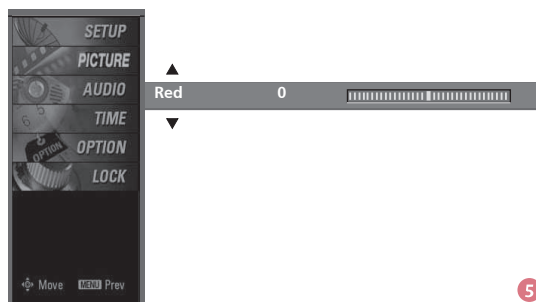 SETUP
PICTURE
AUDIO
TIME
OPTION
LOCK
Red 0
Move MENU Prev
5